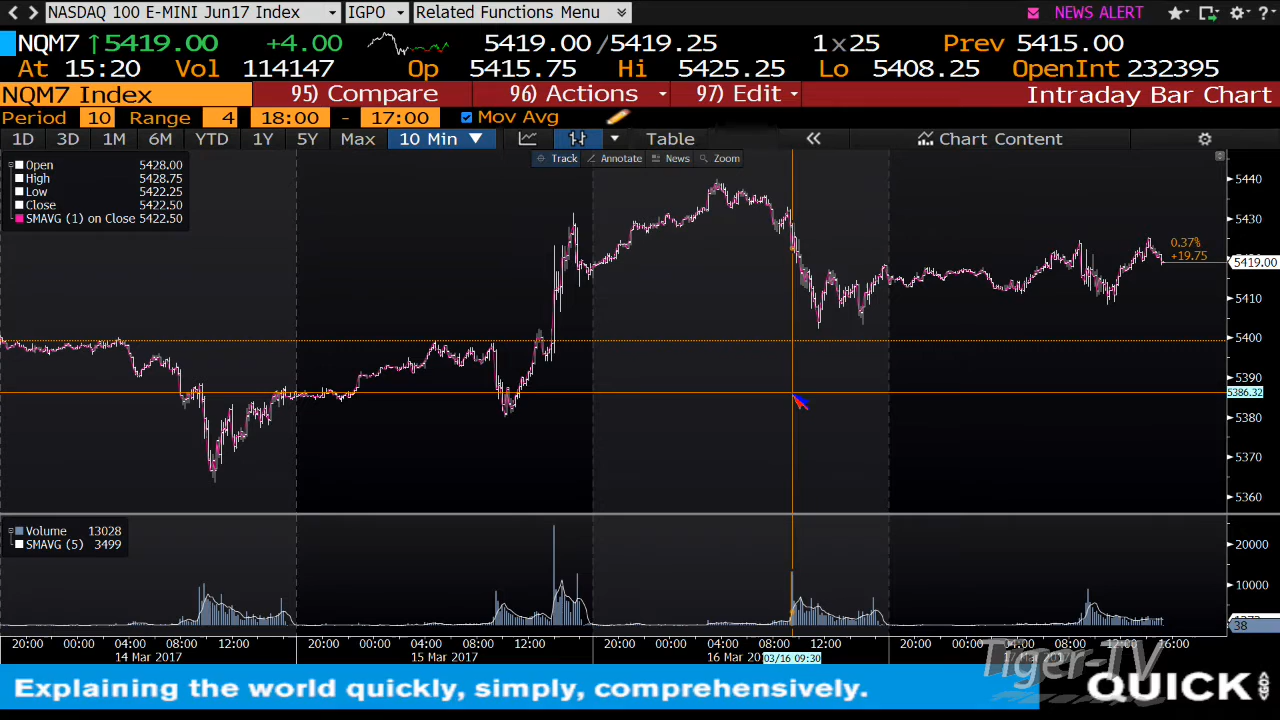 NASDAQ 100 E-MINI Jun17 Index IGPO Related Functions Menu NEWS ALERT ?
NQM7 ↑5419.00 +4.00 5419.00/5419.25 1x25 Prev 5415.00
At 15:20 Vol 114147 Op 5415.75 Hi 5425.25 Lo 5408.25 OpenInt 232395
NQM7 Index 95) Compare 96) Actions 97) Edit Intraday Bar Chart
Period 10 Range 4 18:00 - 17:00 Mov Avg
1D 3D 1M 6M YTD 1Y 5Y Max 10 Min Table Chart Content
Track Annotate News Zoom
Open 5428.00
High 5428.75
Low 5422.25
Close 5422.50
SMAVG (1) on Close 5422.50
5440
5430
0.37%
+19.75
5419.00
5410
5400
5390
5386.32
5380
5370
5360
Volume 13028
SMAVG (5) 3499
20000
10000
38
20:00 00:00 04:00 08:00 12:00 20:00 00:00 04:00 08:00 12:00 20:00 00:00 04:00 08:00 12:00 20:00 00:00 04:00 08:00 12:00 16:00
14 Mar 2017 15 Mar 2017 16 Mar 20 03/16 09:30 17 Mar 2017
Tiger-TV
Explaining the world quickly, simply, comprehensively. QUICK
GO